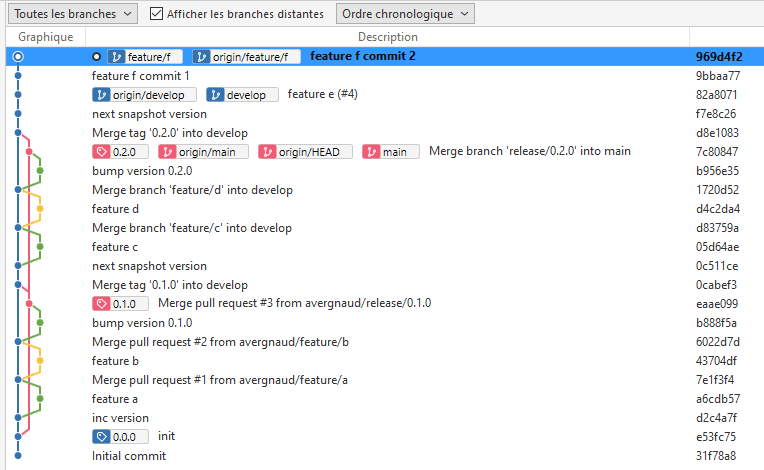 Toutes les branches Afficher les branches distantes Ordre chronologique
Graphique Description
feature/f origin/feature/f feature f commit 2 969d4f2
feature f commit 1 9bbaa77
origin/develop develop feature e (#4) 82a8071
next snapshot version f7e8c26
Merge tag '0.2.0' into develop d8e1083
0.2.0 origin/main origin/HEAD main Merge branch 'release/0.2.0' into main 7c80847
bump version 0.2.0 b956e35
Merge branch 'feature/d' into develop 1720d52
feature d d4c2da4
Merge branch 'feature/c' into develop d83759a
feature c 05d64ae
next snapshot version 0c511ce
Merge tag '0.1.0' into develop 0cabef3
0.1.0 Merge pull request #3 from avergnaud/release/0.1.0 eaae099
bump version 0.1.0 b888f5a
Merge pull request #2 from avergnaud/feature/b 6022d7d
feature b 43704df
Merge pull request #1 from avergnaud/feature/a 7e1f3f4
feature a a6cdb57
inc version d2c4a7f
0.0.0 init e53fc75
Initial commit 31f78a8